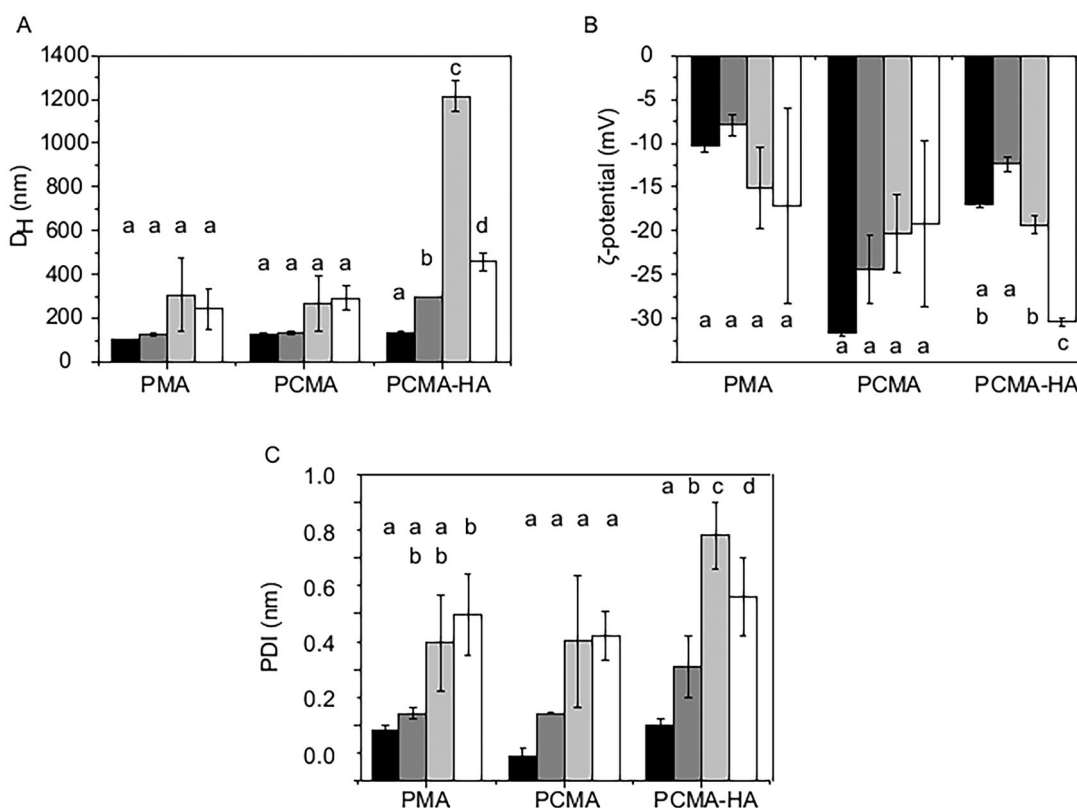 A
1400
1200
1000
800
600
400
200
0
D_H (nm)
a a a a
a a a a
a b c d
PMA PCMA PCMA-HA
B
0
-5
-10
-15
-20
-25
-30
ζ-potential (mV)
a a a a
a a a a
a a
b b
c
PMA PCMA PCMA-HA
C
1.0
0.8
0.6
0.4
0.2
0.0
PDI (nm)
a a a b
b b
a a a a
a b c d
PMA PCMA PCMA-HA